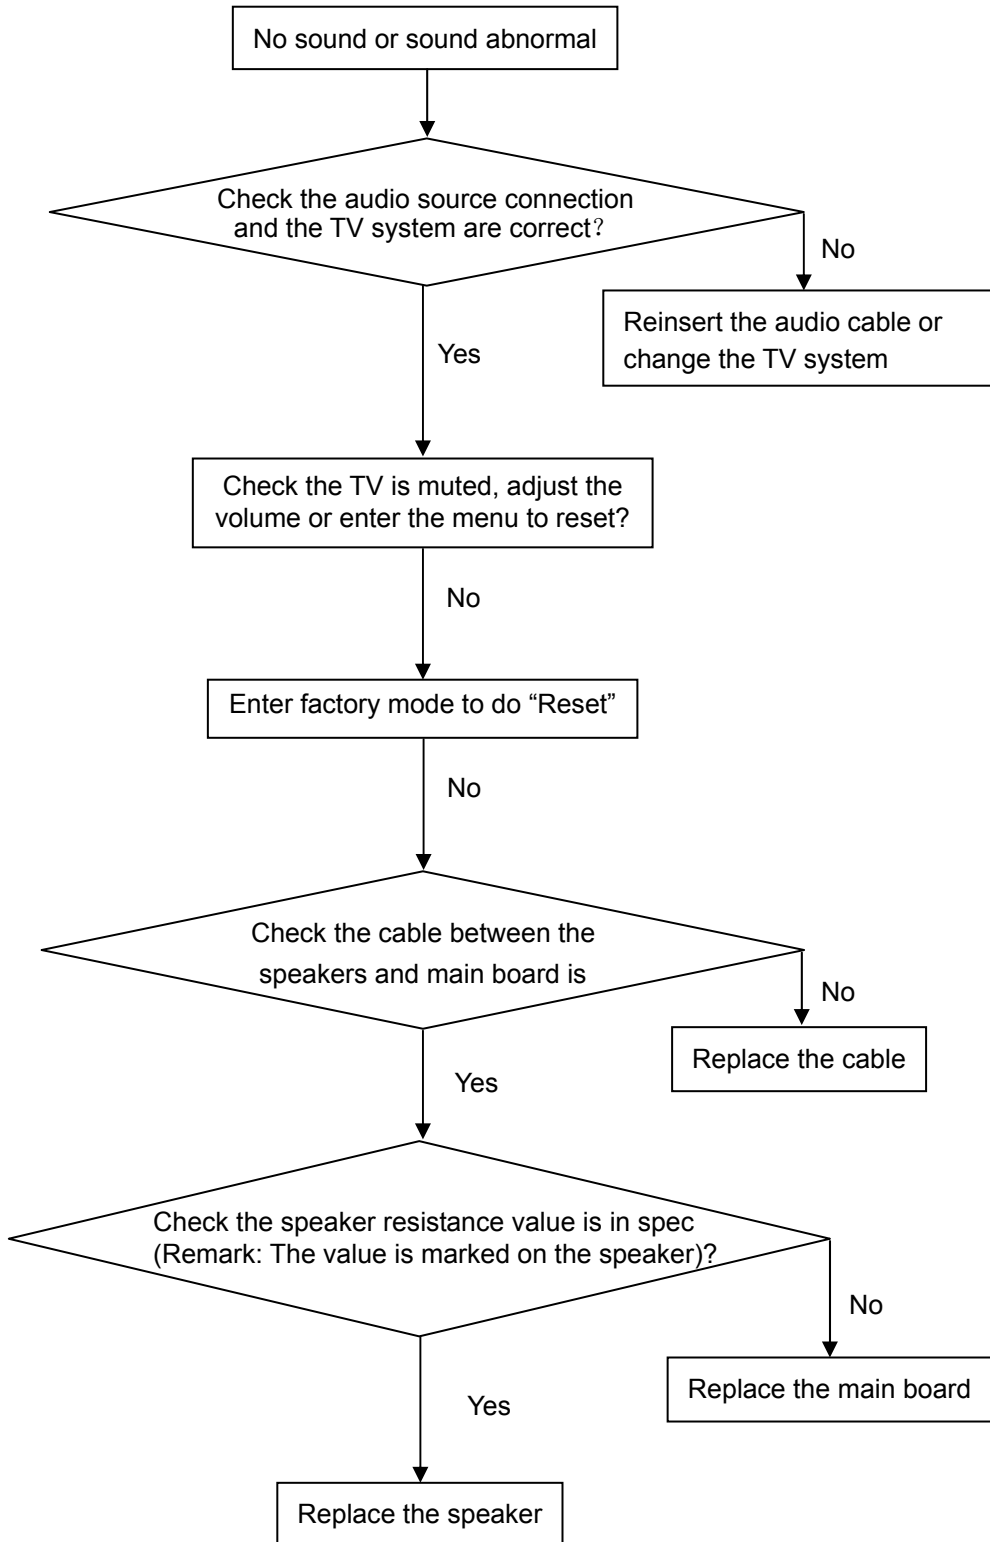 No sound or sound abnormal
Check the audio source connection
and the TV system are correct？
No
Reinsert the audio cable or
change the TV system
Yes
Check the TV is muted, adjust the
volume or enter the menu to reset?
No
Enter factory mode to do “Reset”
No
Check the cable between the
speakers and main board is
No
Replace the cable
Yes
Check the speaker resistance value is in spec
(Remark: The value is marked on the speaker)?
No
Replace the main board
Yes
Replace the speaker